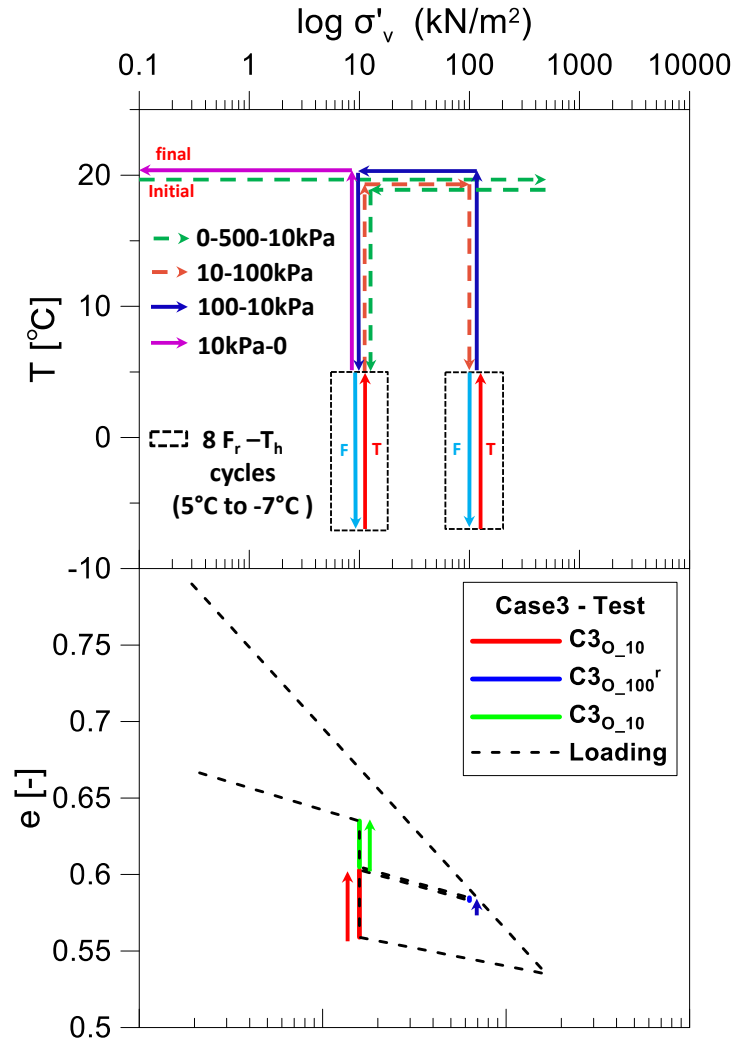 log σ'v (kN/m²)
0.1 1 10 100 1000 10000
final
20
Initial
0-500-10kPa
10-100kPa
10
100-10kPa
10kPa-0
T [°C]
0
8 Fr –Th
cycles
(5°C to -7°C )
F T
F T
-10
Case3 - Test
C3O_10
C3O_100r
C3O_10
Loading
0.75
0.7
0.65
e [-]
0.6
0.55
0.5